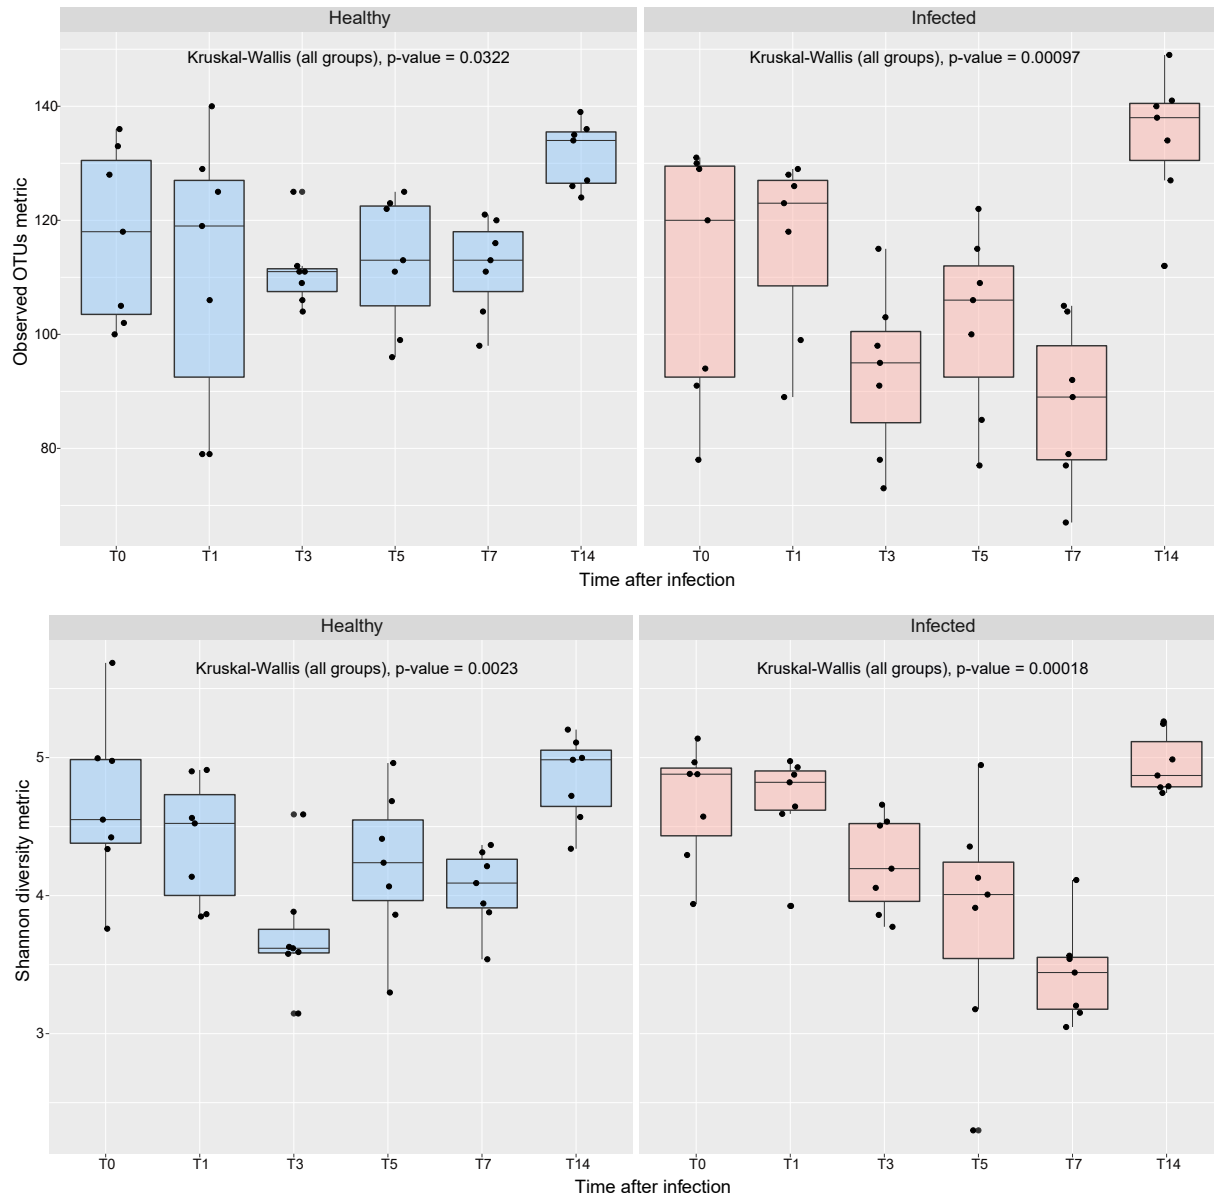 Healthy Infected
Kruskal-Wallis (all groups), p-value = 0.0322 Kruskal-Wallis (all groups), p-value = 0.00097
Observed OTUs metric
140
120
100
80
T0 T1 T3 T5 T7 T14 T0 T1 T3 T5 T7 T14
Time after infection
Healthy Infected
Kruskal-Wallis (all groups), p-value = 0.0023 Kruskal-Wallis (all groups), p-value = 0.00018
Shannon diversity metric
5
4
3
T0 T1 T3 T5 T7 T14 T0 T1 T3 T5 T7 T14
Time after infection